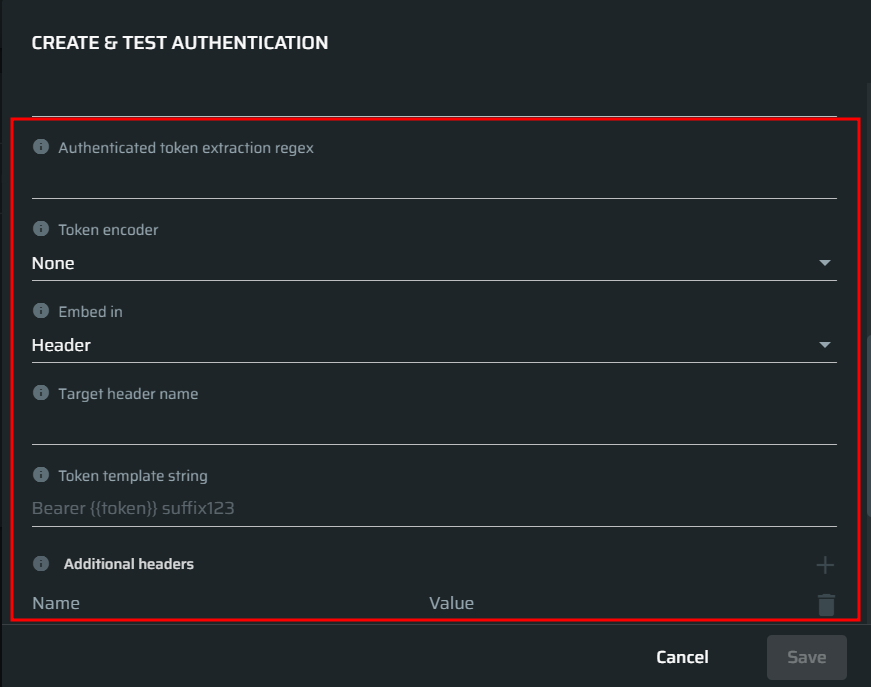 CREATE & TEST AUTHENTICATION
Authenticated token extraction regex
Token encoder
None
Embed in
Header
Target header name
Token template string
Bearer {{token}} suffix123
Additional headers
Name Value
Cancel Save